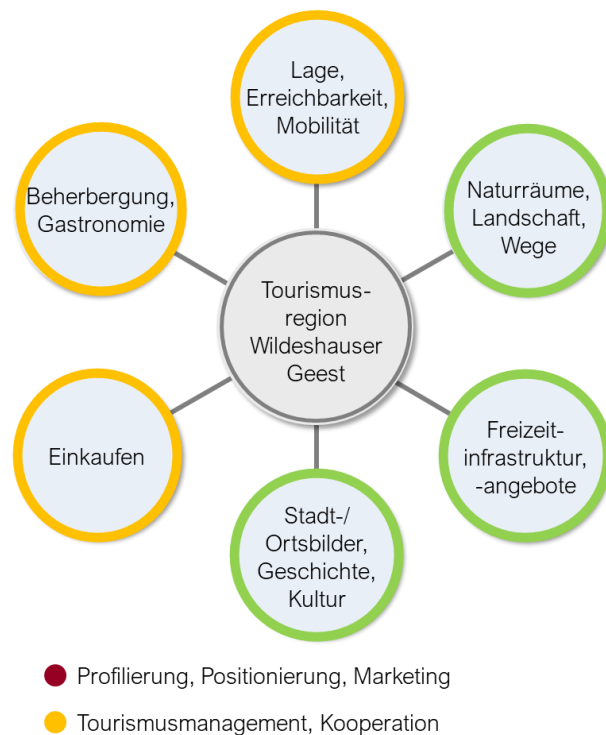 Lage,
Erreichbarkeit,
Mobilität
Beherbergung,
Gastronomie
Naturräume,
Landschaft,
Wege
Tourismus-
region
Wildeshauser
Geest
Einkaufen
Freizeit-
infrastruktur,
-angebote
Stadt-/
Ortsbilder,
Geschichte,
Kultur
Profilierung, Positionierung, Marketing
Tourismusmanagement, Kooperation